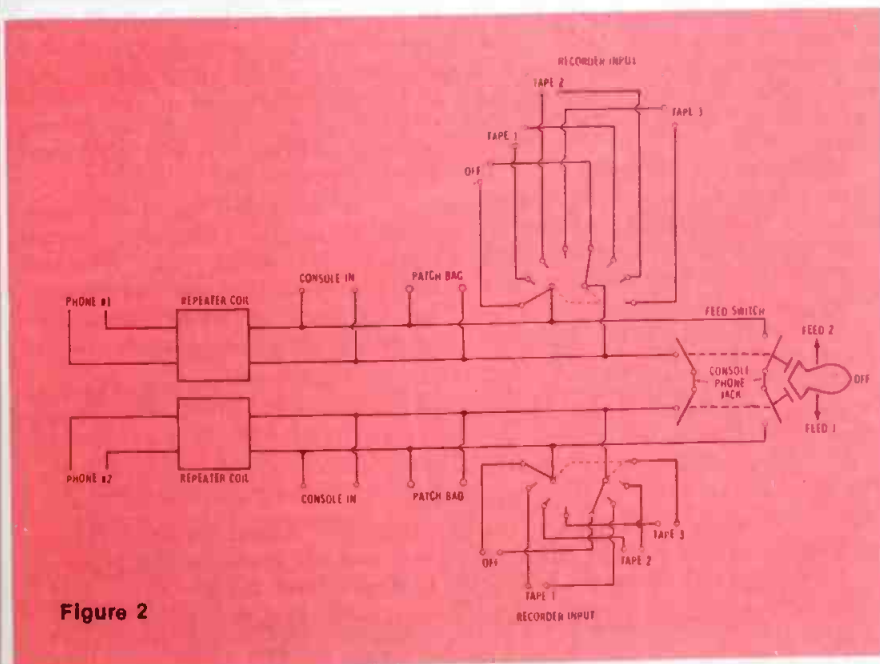 RECORDER INPUT
TAPE 2
TAPE 3
TAPE 1
OFF
CONSOLE IN
PATCH BAG
PHONE #1
REPEATER COIL
FEED SWITCH
FEED 2
CONSOLE
PHONE
JACK
OFF
FEED 1
PHONE #2
REPEATER COIL
CONSOLE IN
PATCH BAG
TAPE 3
OFF
TAPE 2
TAPE 1
RECORDER INPUT
Figure 2